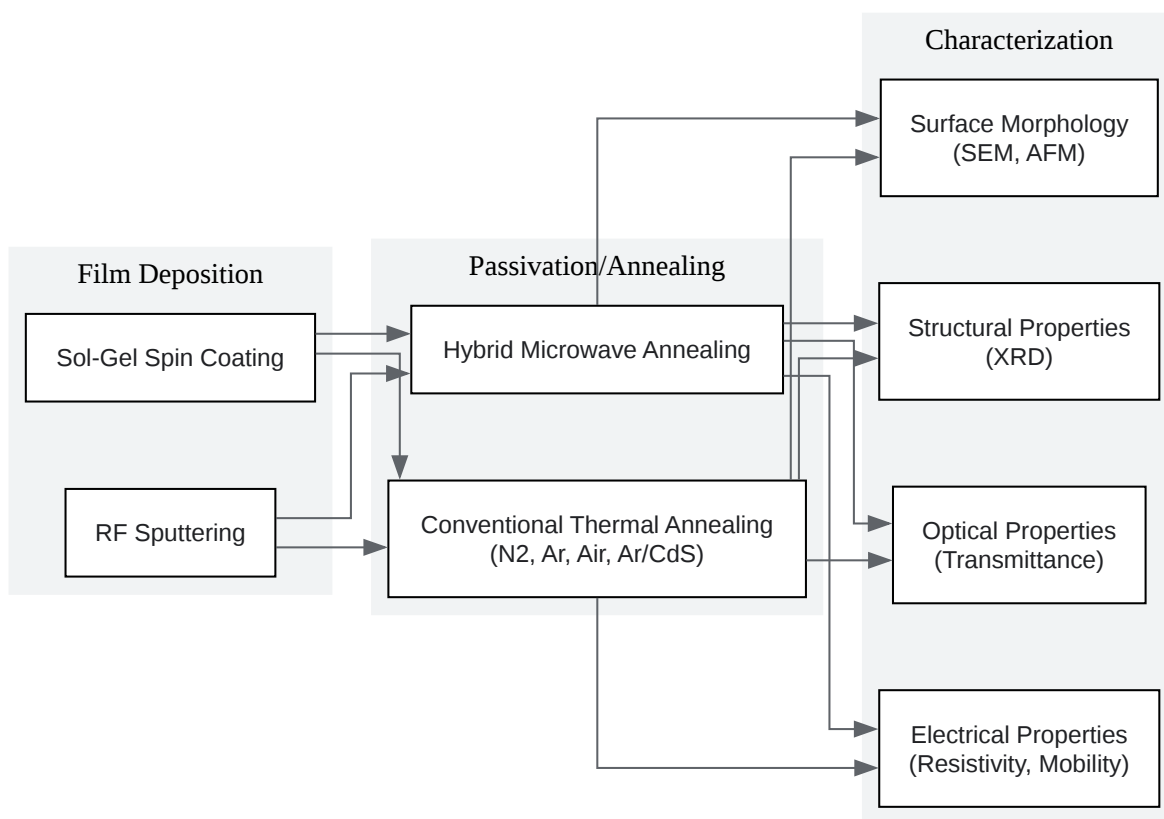 Film Deposition
Sol-Gel Spin Coating
RF Sputtering
Passivation/Annealing
Hybrid Microwave Annealing
Conventional Thermal Annealing
(N2, Ar, Air, Ar/CdS)
Characterization
Surface Morphology
(SEM, AFM)
Structural Properties
(XRD)
Optical Properties
(Transmittance)
Electrical Properties
(Resistivity, Mobility)